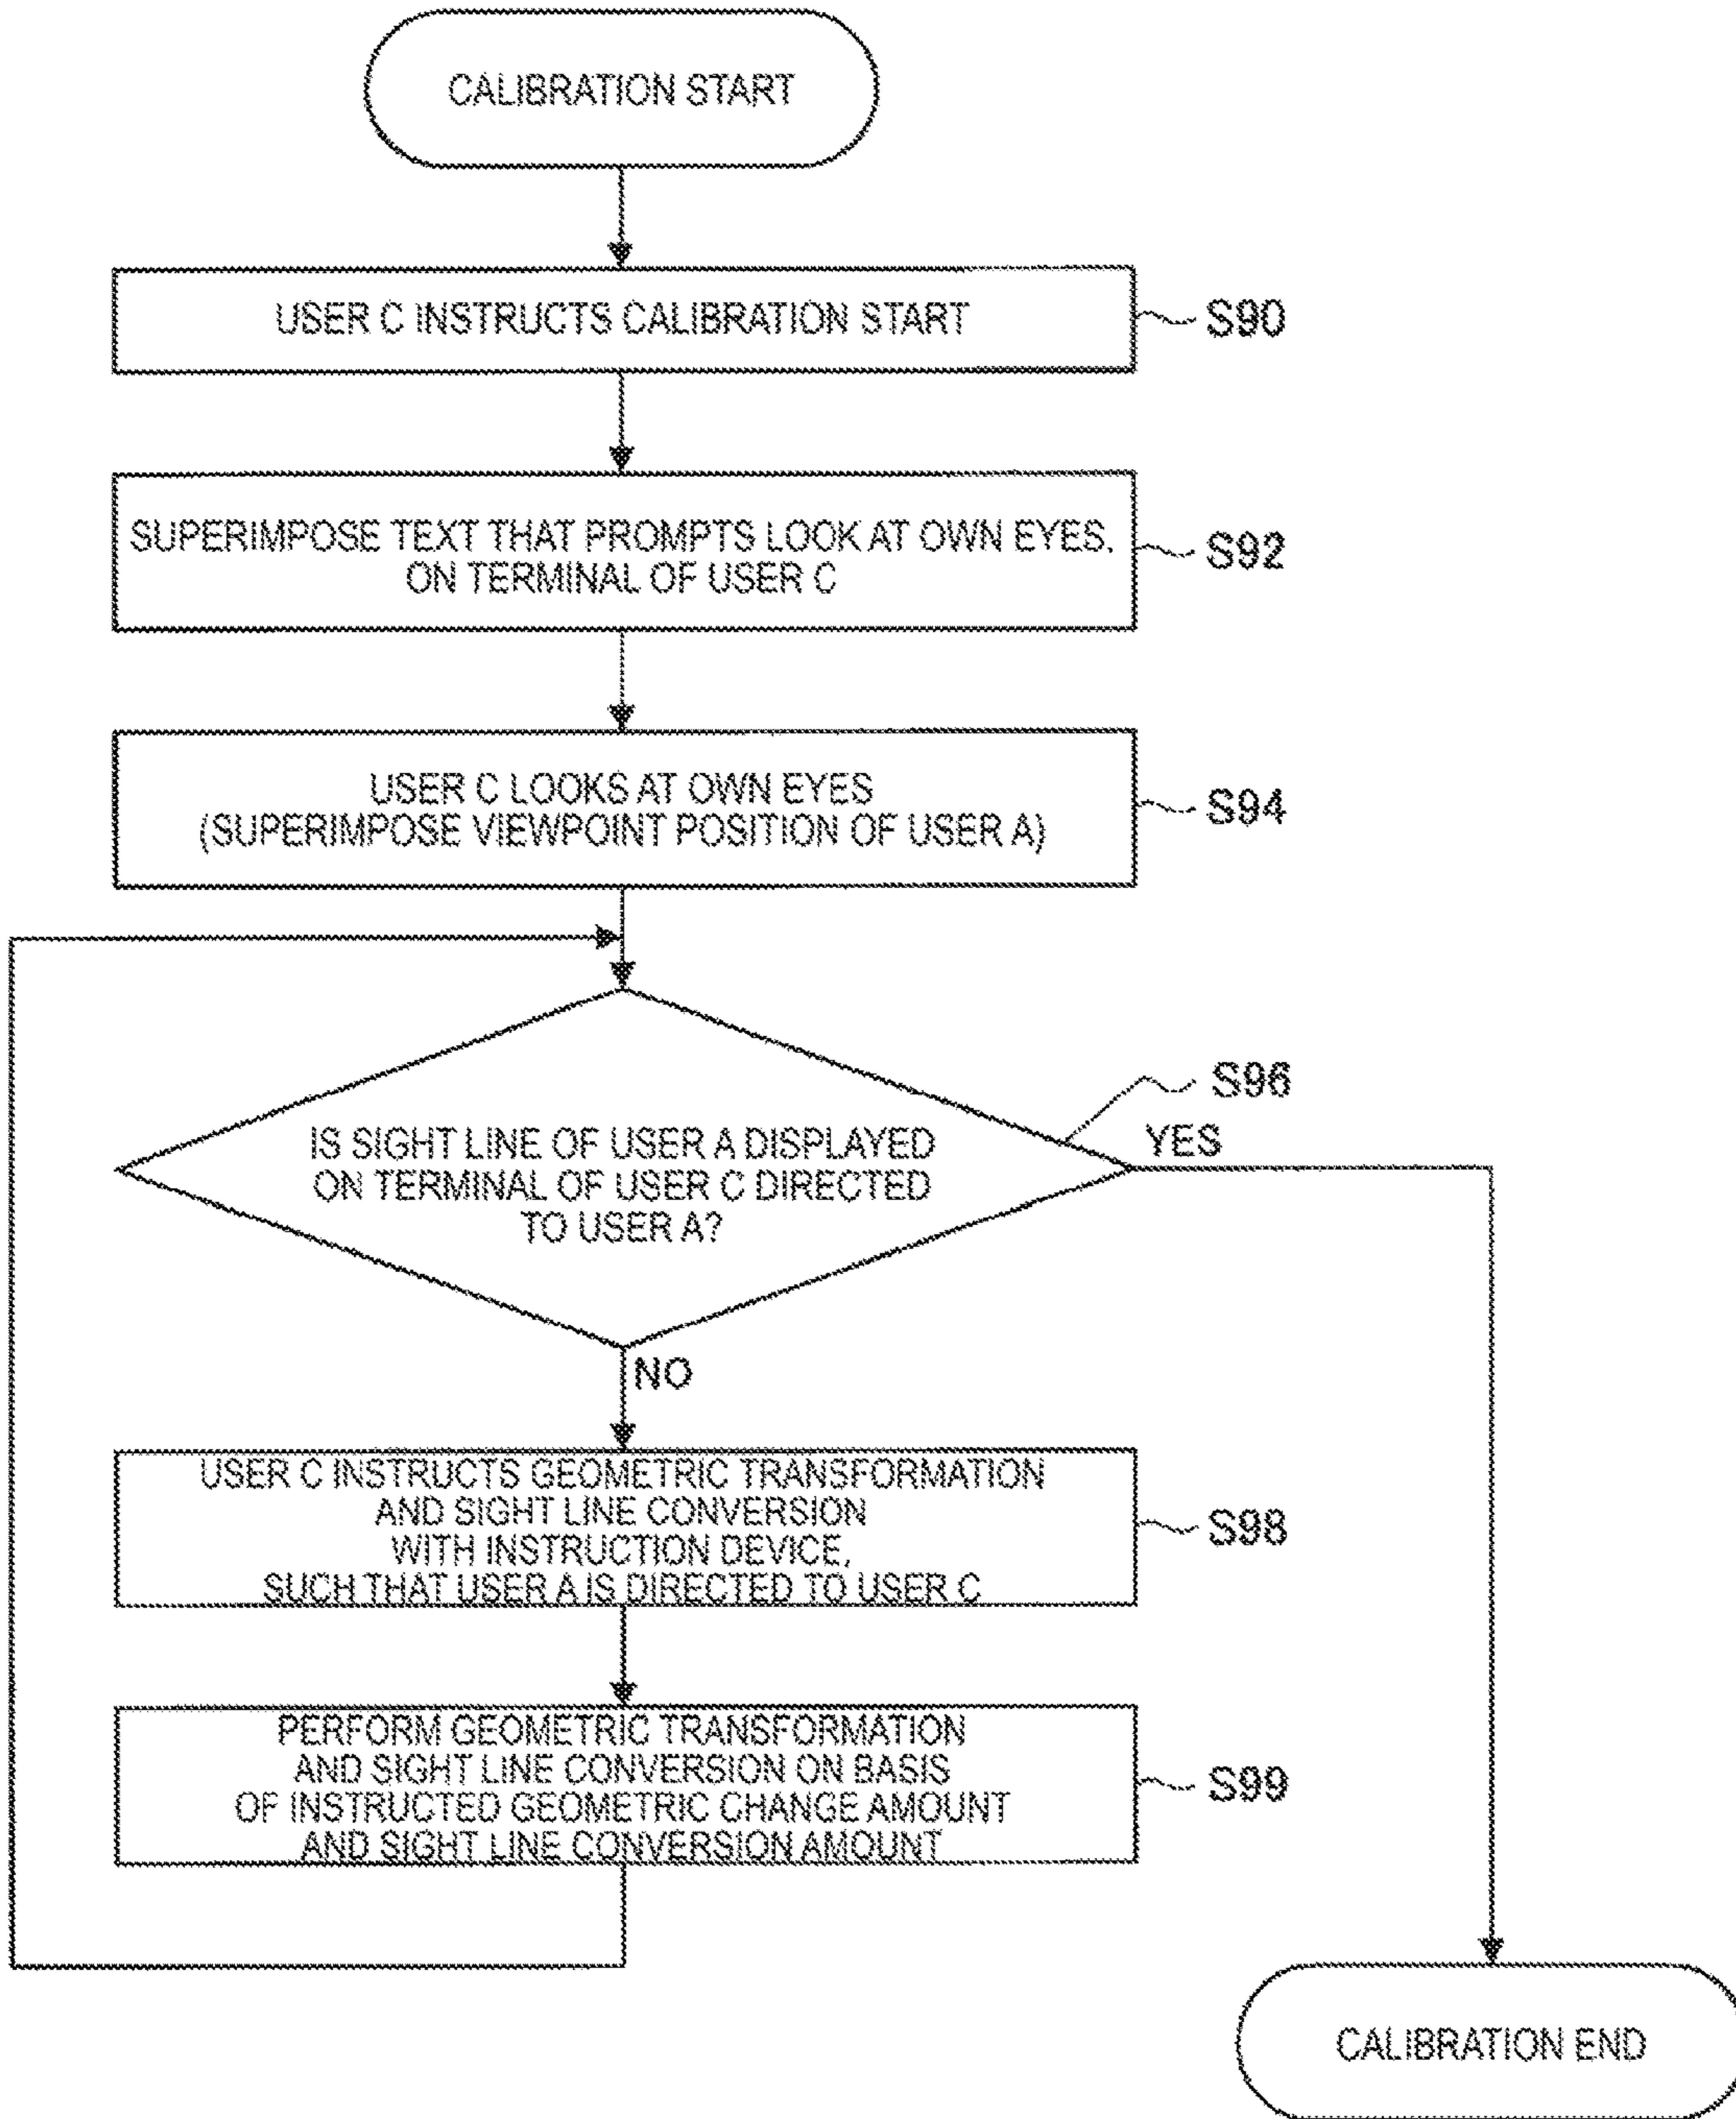 CALIBRATION START
USER C INSTRUCTS CALIBRATION START
S90
SUPERIMPOSE TEXT THAT PROMPTS LOOK AT OWN EYES,
ON TERMINAL OF USER C
S92
USER C LOOKS AT OWN EYES
(SUPERIMPOSE VIEWPOINT POSITION OF USER A)
S94
S96
IS SIGHT LINE OF USER A DISPLAYED
ON TERMINAL OF USER C DIRECTED
TO USER A?
YES
NO
USER C INSTRUCTS GEOMETRIC TRANSFORMATION
AND SIGHT LINE CONVERSION
WITH INSTRUCTION DEVICE,
SUCH THAT USER A IS DIRECTED TO USER C
S98
PERFORM GEOMETRIC TRANSFORMATION
AND SIGHT LINE CONVERSION ON BASIS
OF INSTRUCTED GEOMETRIC CHANGE AMOUNT
AND SIGHT LINE CONVERSION AMOUNT
S99
CALIBRATION END